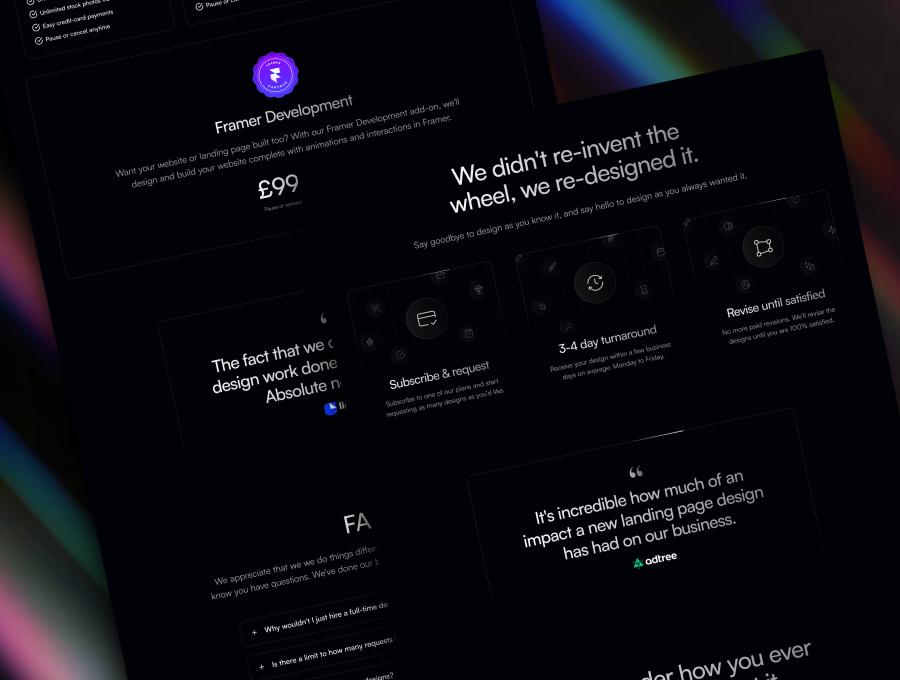 Unlimited stock photos
Easy credit-card payments
Pause or cancel anytime
Pause or
Framer Development
Want your website or landing page built too? With our Framer Development add-on, we'll
design and build your website complete with animations and interactions in Framer.
£99
Pause or remove
The fact that we
design work done
Absolute
FA
We appreciate that we do things
know you have questions. We've done our
+ Why wouldn't I just hire a full-time
+ Is there a limit to how many requests
designs?
We didn't re-invent the
wheel, we re-designed it.
Say goodbye to design as you know it, and say hello to design as you always wanted it.
Subscribe & request
Subscribe to one of our plans and start
requesting as many designs as you'd like.
3-4 day turnaround
Receive your design within a few business
days on average, Monday to Friday.
Revise until satisfied
No more paid revisions. We'll revise the
designs until you are 100% satisfied.
“
It's incredible how much of an
impact a new landing page design
has had on our business.
adtree
how you ever